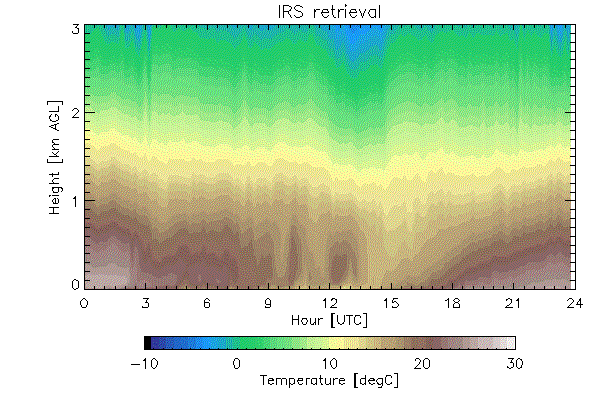 IRS retrieval
3
2
1
0
Height [km AGL]
0 3 6 9 12 15 18 21 24
Hour [UTC]
−10 0 10 20 30
Temperature [degC]